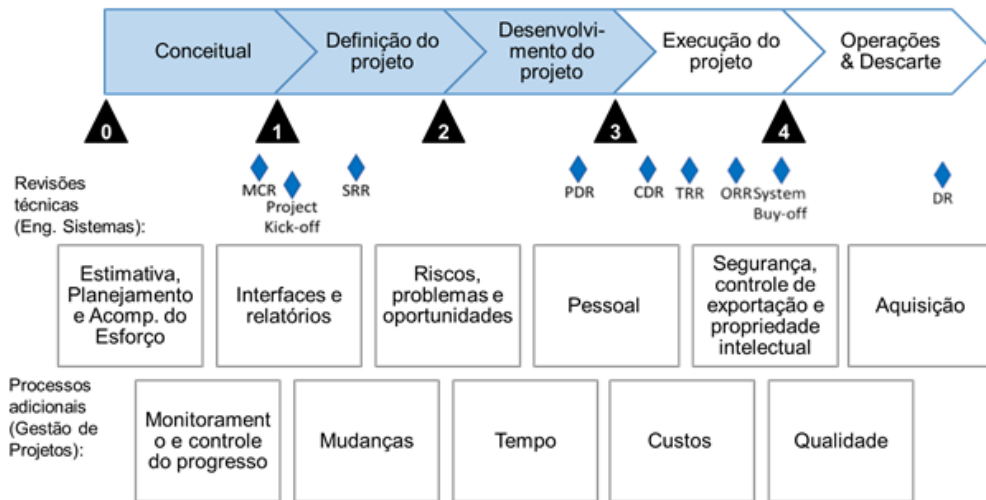 Conceitual
Definição do
projeto
Desenvolvi-
mento do
projeto
Execução do
projeto
Operações
& Descarte
0
1
2
3
4
Revisões
técnicas
(Eng. Sistemas):
MCR
Project
Kick-off
SRR
PDR
CDR
TRR
ORR
System
Buy-off
DR
Estimativa,
Planejamento
e Acomp. do
Esforço
Interfaces e
relatórios
Riscos,
problemas e
oportunidades
Pessoal
Segurança,
controle de
exportação e
propriedade
intelectual
Aquisição
Processos
adicionais
(Gestão de
Projetos):
Monitorament
o e controle
do progresso
Mudanças
Tempo
Custos
Qualidade